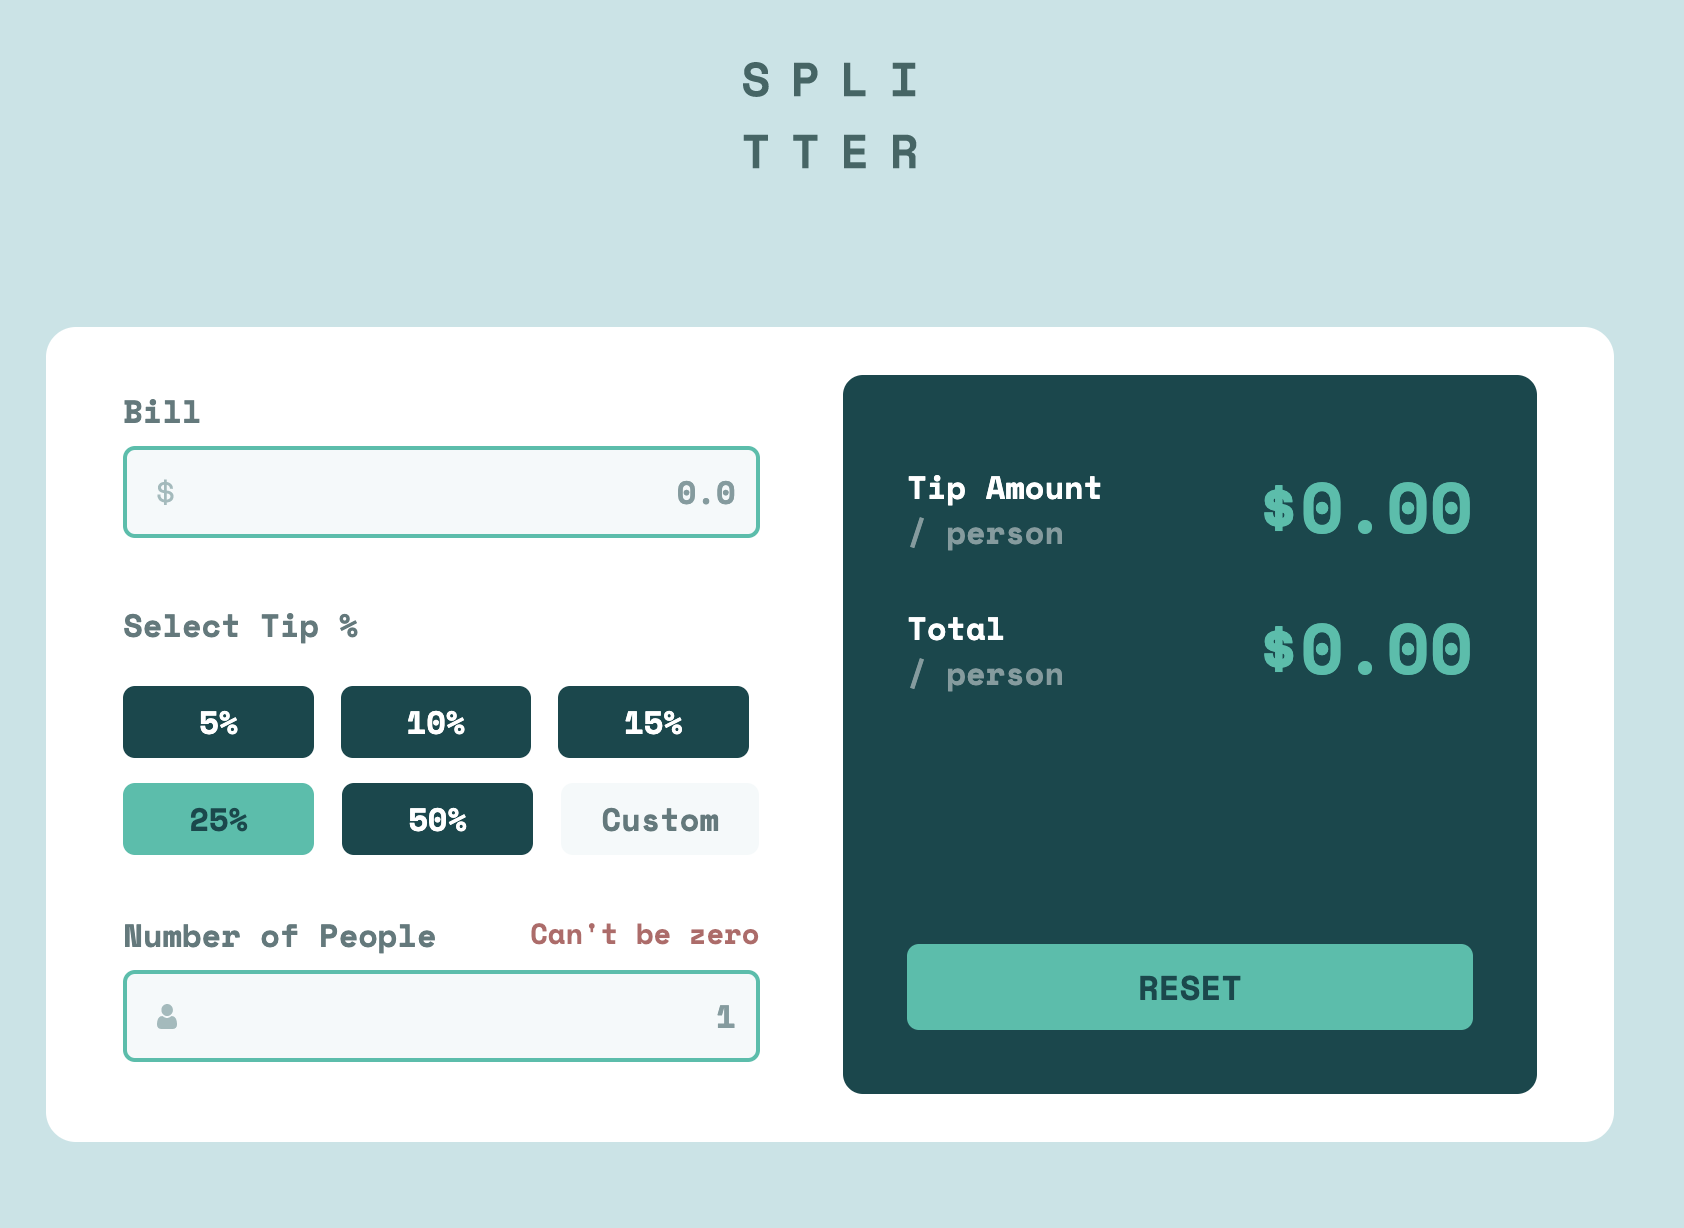 S P L I
T T E R
Bill
$ 0.0
Select Tip %
5% 10% 15%
25% 50% Custom
Number of People Can't be zero
1
Tip Amount
/ person
$0.00
Total
/ person
$0.00
RESET